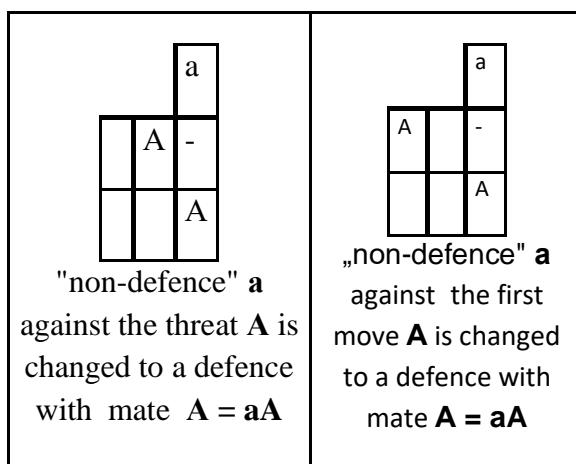 a
A -
A
"non-defence" a
against the threat A is
changed to a defence
with mate A = aA
a
A -
A
„non-defence" a
against the first
move A is changed
to a defence with
mate A = aA